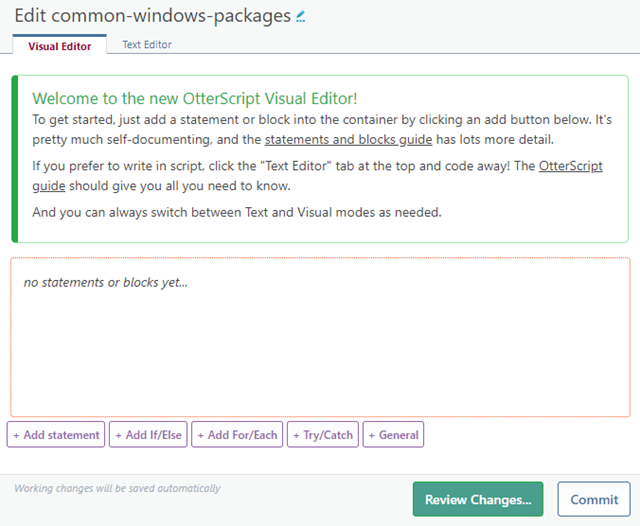 Edit common-windows-packages
Visual Editor
Text Editor
Welcome to the new OtterScript Visual Editor!
To get started, just add a statement or block into the container by clicking an add button below. It's
pretty much self-documenting, and the statements and blocks guide has lots more detail.
If you prefer to write in script, click the "Text Editor" tab at the top and code away! The OtterScript
guide should give you all you need to know.
And you can always switch between Text and Visual modes as needed.
no statements or blocks yet...
+ Add statement
+ Add If/Else
+ Add For/Each
+ Try/Catch
+ General
Working changes will be saved automatically
Review Changes...
Commit